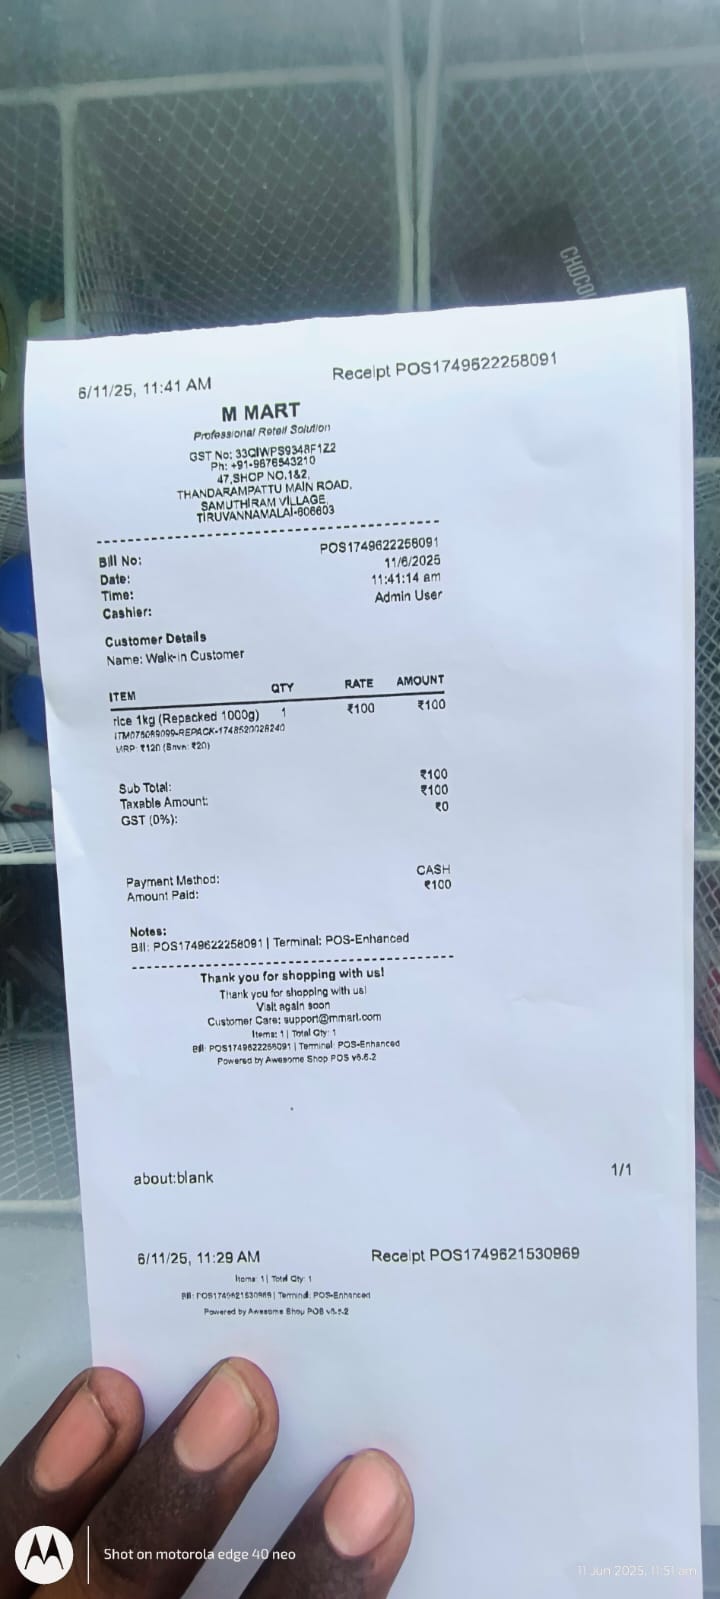 CHOCO
6/11/25, 11:41 AM Receipt POS1749622258091
M MART
Professional Retail Solution
GST No: 33QIWPS9348F1Z2
Ph: +91-9876543210
47,SHOP NO.1&2,
THANDARAMPATTU MAIN ROAD,
SAMUTHIRAM VILLAGE,
TIRUVANNAMALAI-606603
Bill No: POS1749622258091
Date: 11/6/2025
Time: 11:41:14 am
Cashier: Admin User
Customer Details
Name: Walk-in Customer
ITEM QTY RATE AMOUNT
rice 1kg (Repacked 1000g) 1 ₹100 ₹100
MRP: ₹120 (Save: ₹20)
Sub Total: ₹100
Taxable Amount: ₹100
GST (0%): ₹0
Payment Method: CASH
Amount Paid: ₹100
Notes:
Bill: POS1749622258091 | Terminal: POS-Enhanced
Thank you for shopping with us!
Thank you for shopping with us!
Visit again soon
Customer Care: support@mmart.com
Items: 1 | Total Qty: 1
Bill: POS1749622258091 | Terminal: POS-Enhanced
Powered by Awesome Shop POS v6.6.2
about:blank 1/1
6/11/25, 11:29 AM Receipt POS1749621530969
Items: 1 | Total Qty: 1
Bill: POS1749621530969 | Terminal: POS-Enhanced
Powered by Awesome Shop POS v6.6.2
Shot on motorola edge 40 neo
11 Jun 2025, 11:51 am